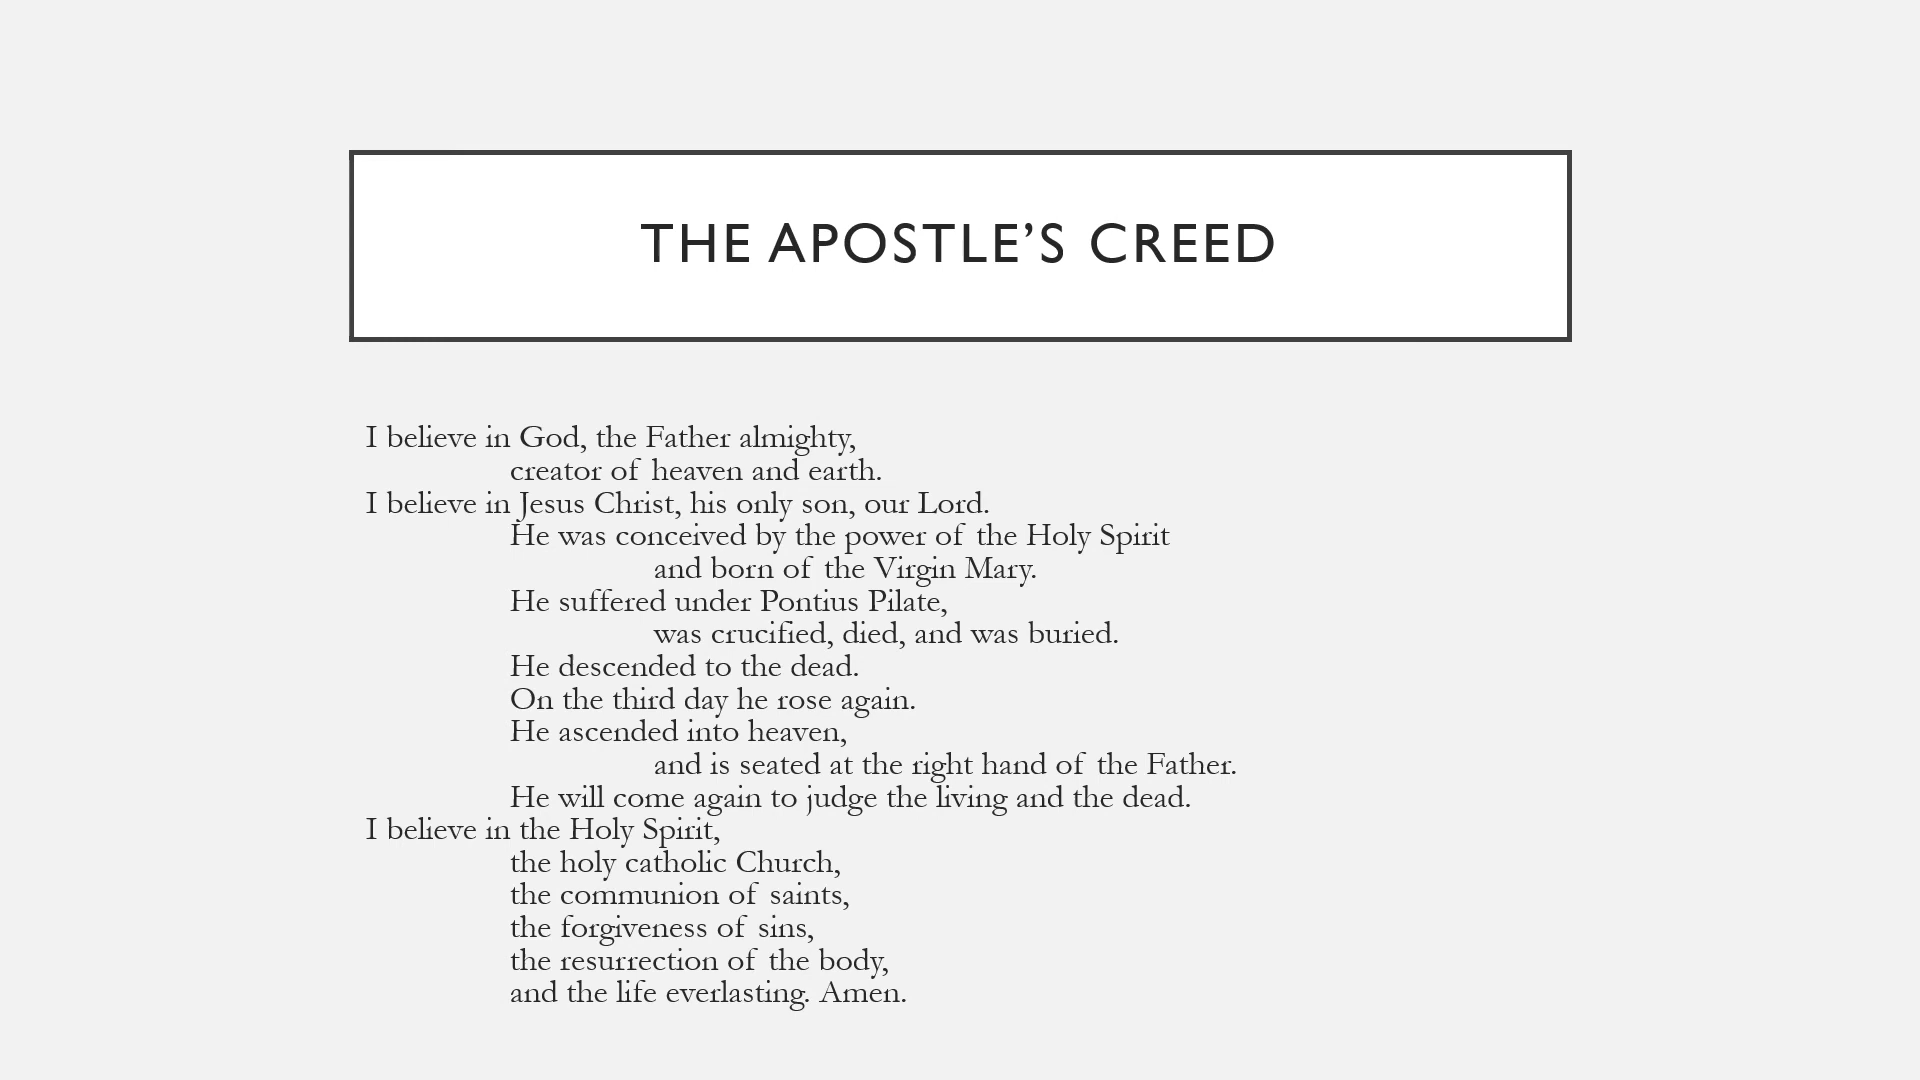 THE APOSTLE’S CREED
I believe in God, the Father almighty,
creator of heaven and earth.
I believe in Jesus Christ, his only son, our Lord.
He was conceived by the power of the Holy Spirit
and born of the Virgin Mary.
He suffered under Pontius Pilate,
was crucified, died, and was buried.
He descended to the dead.
On the third day he rose again.
He ascended into heaven,
and is seated at the right hand of the Father.
He will come again to judge the living and the dead.
I believe in the Holy Spirit,
the holy catholic Church,
the communion of saints,
the forgiveness of sins,
the resurrection of the body,
and the life everlasting. Amen.